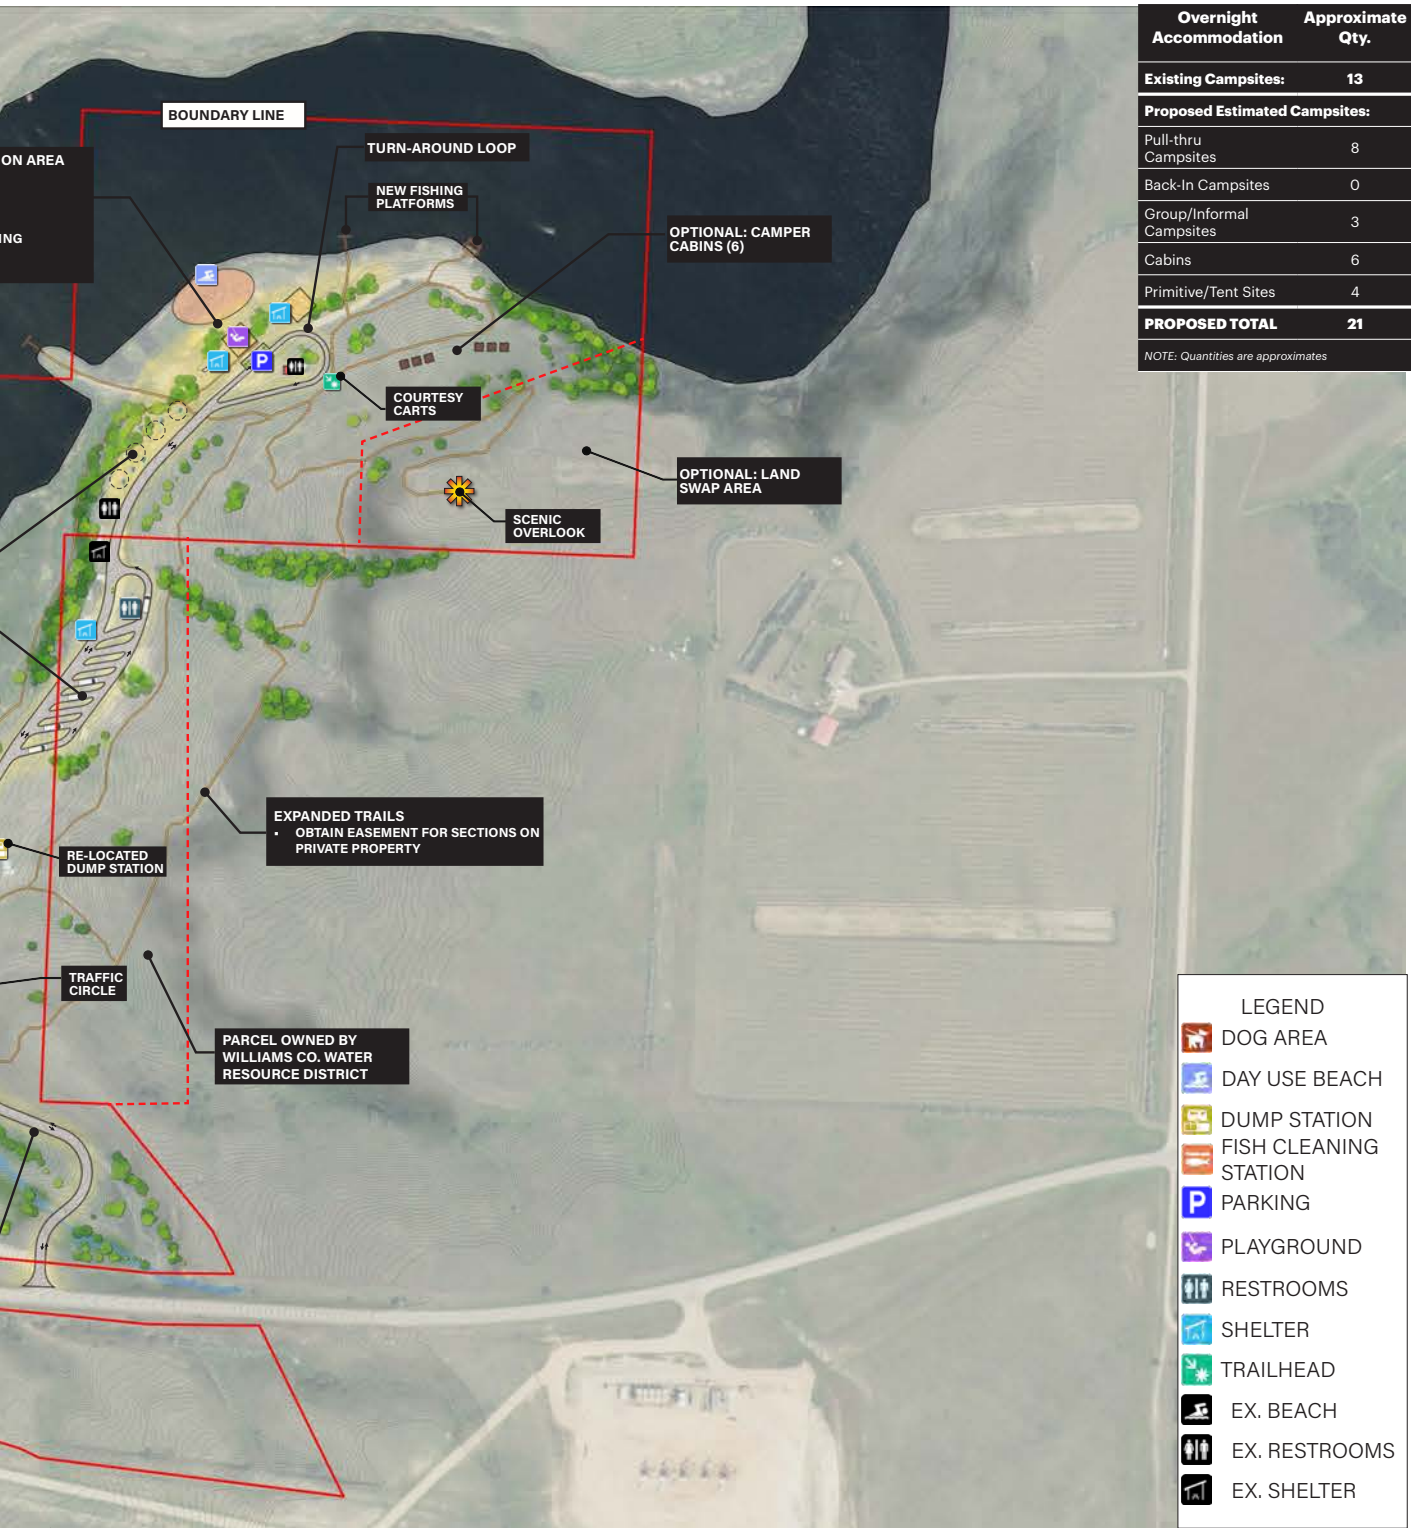 Overnight Accommodation
Approximate Qty.
Existing Campsites: 13
Proposed Estimated Campsites:
Pull-thru Campsites 8
Back-In Campsites 0
Group/Informal Campsites 3
Cabins 6
Primitive/Tent Sites 4
PROPOSED TOTAL 21
NOTE: Quantities are approximates
BOUNDARY LINE
ON AREA
ING
TURN-AROUND LOOP
NEW FISHING
PLATFORMS
OPTIONAL: CAMPER
CABINS (6)
P
COURTESY
CARTS
OPTIONAL: LAND
SWAP AREA
SCENIC
OVERLOOK
EXPANDED TRAILS
• OBTAIN EASEMENT FOR SECTIONS ON
PRIVATE PROPERTY
RE-LOCATED
DUMP STATION
TRAFFIC
CIRCLE
PARCEL OWNED BY
WILLIAMS CO. WATER
RESOURCE DISTRICT
LEGEND
DOG AREA
DAY USE BEACH
DUMP STATION
FISH CLEANING
STATION
P PARKING
PLAYGROUND
RESTROOMS
SHELTER
TRAILHEAD
EX. BEACH
EX. RESTROOMS
EX. SHELTER